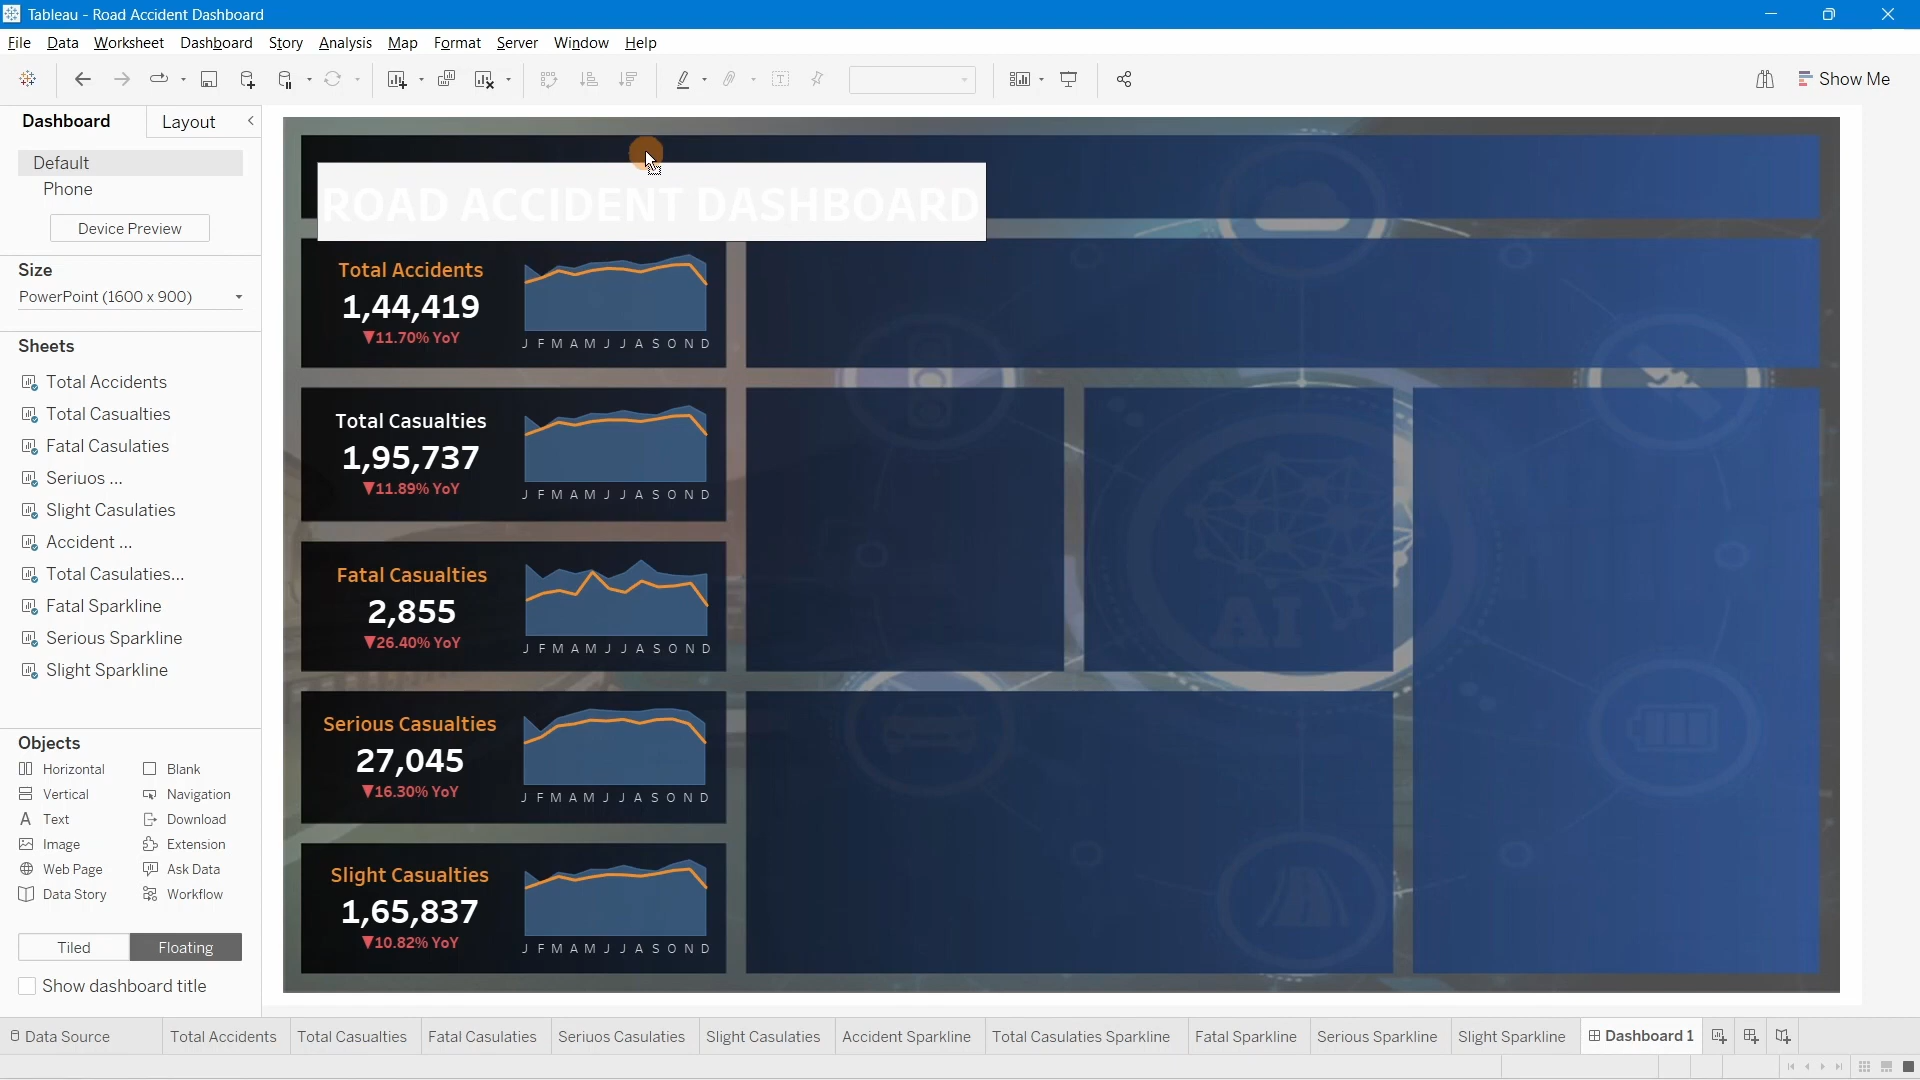 Tableau - Road Accident Dashboard
File Data Worksheet Dashboard Story Analysis Map Format Server Window Help
Show Me
Dashboard Layout
Default
Phone
Device Preview
Size
PowerPoint (1600 x 900)
Sheets
Total Accidents
Total Casualties
Fatal Casulaties
Seriuos ...
Slight Casulaties
Accident ...
Total Casulaties...
Fatal Sparkline
Serious Sparkline
Slight Sparkline
Objects
Horizontal Blank
Vertical Navigation
Text Download
Image Extension
Web Page Ask Data
Data Story Workflow
Tiled Floating
Show dashboard title
ROAD ACCIDENT DASHBOARD
Total Accidents
1,44,419
▼11.70% YoY
J F M A M J J A S O N D
Total Casualties
1,95,737
▼11.89% YoY
J F M A M J J A S O N D
Fatal Casualties
2,855
▼26.40% YoY
J F M A M J J A S O N D
Serious Casualties
27,045
▼16.30% YoY
J F M A M J J A S O N D
Slight Casualties
1,65,837
▼10.82% YoY
J F M A M J J A S O N D
AI
Data Source Total Accidents Total Casualties Fatal Casulaties Seriuos Casulaties Slight Casulaties Accident Sparkline Total Casulaties Sparkline Fatal Sparkline Serious Sparkline Slight Sparkline Dashboard 1